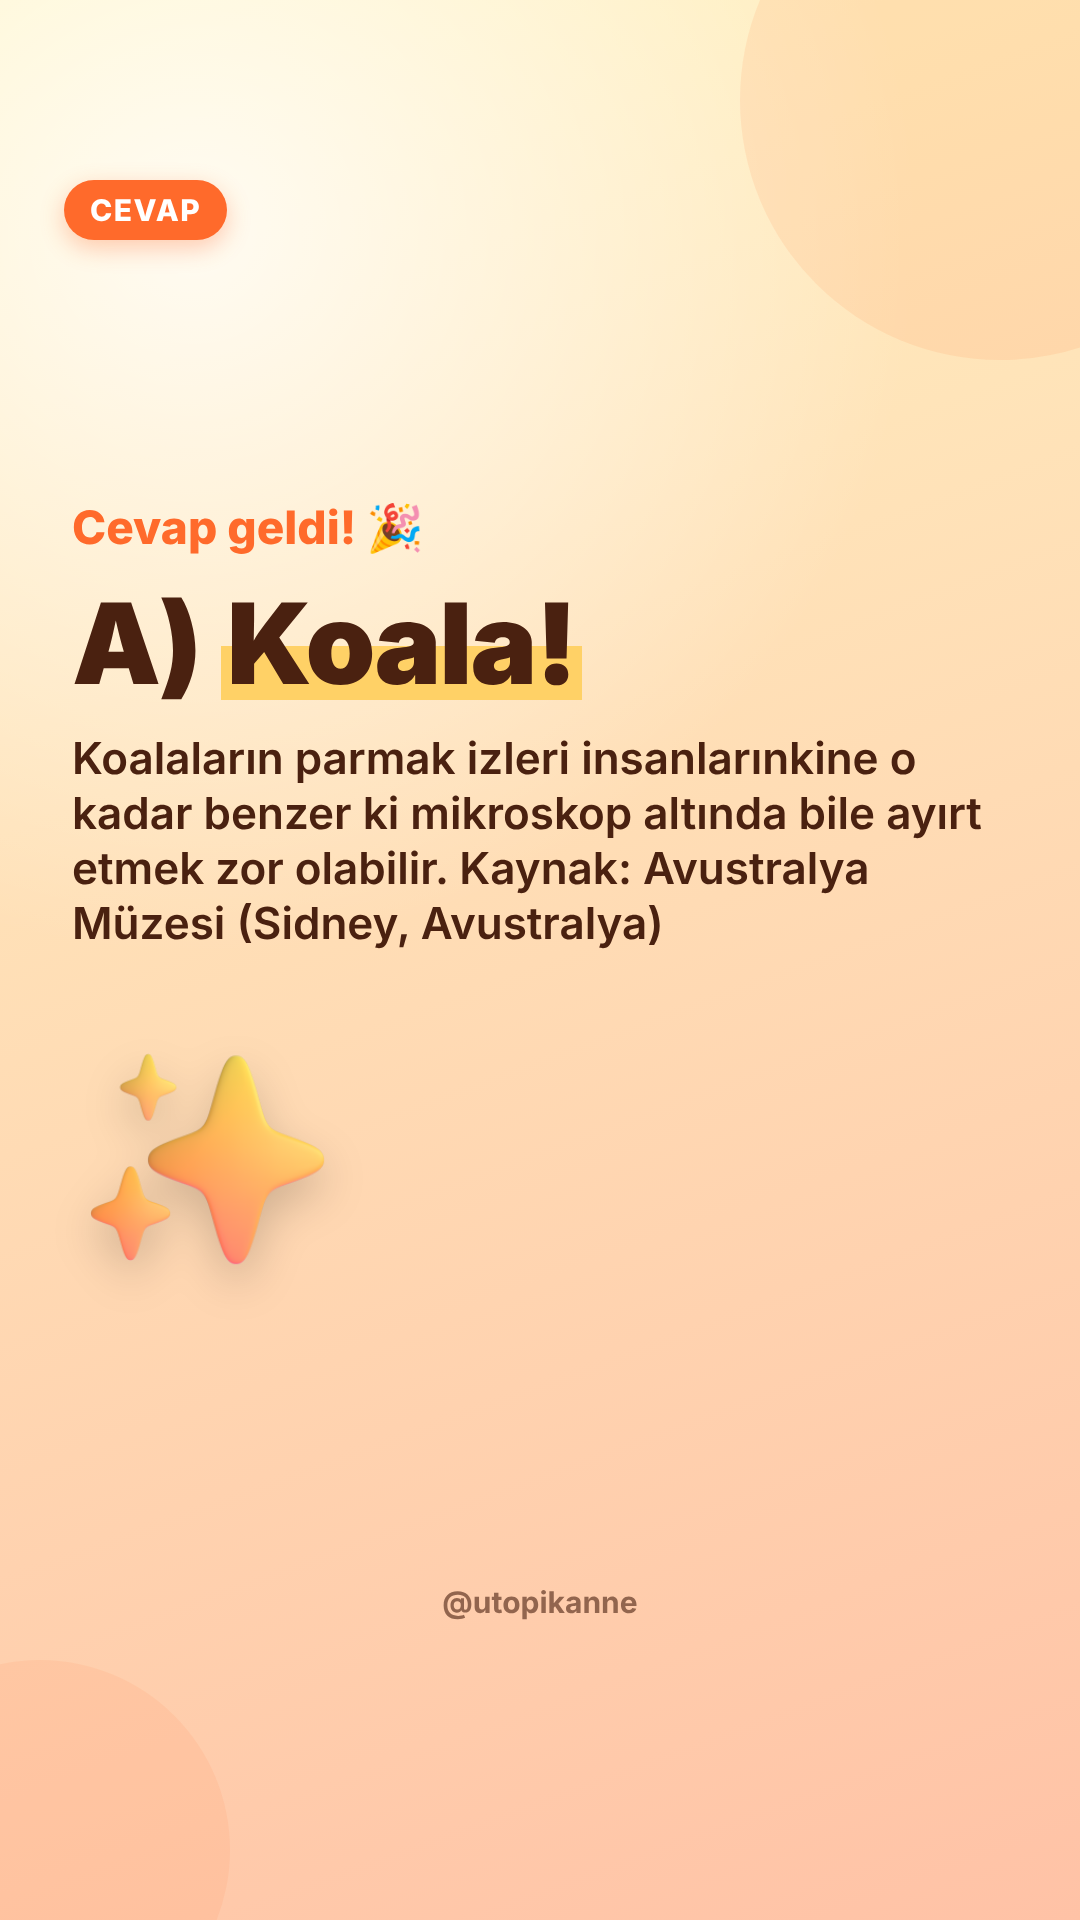 CEVAP
Cevap geldi! 🎉
A) Koala!
Koalaların parmak izleri insanlarınkine o
kadar benzer ki mikroskop altında bile ayırt
etmek zor olabilir. Kaynak: Avustralya
Müzesi (Sidney, Avustralya)
@utopikanne